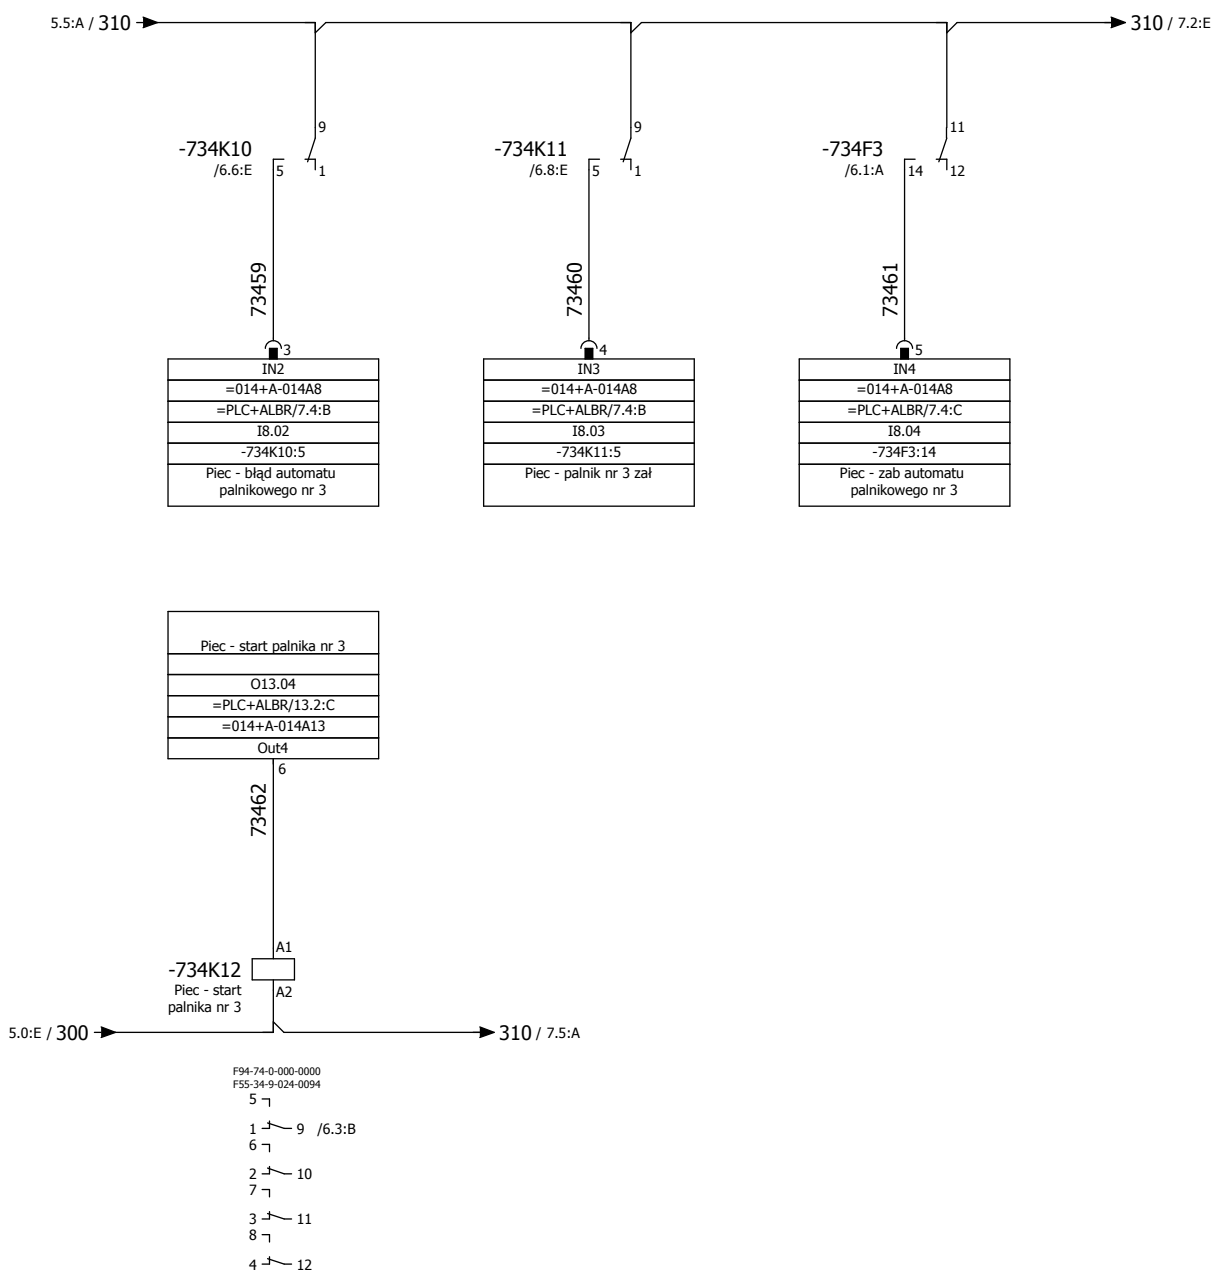 5.5:A / 310
310 / 7.2:E
9
-734K10
/6.6:E
5
1
9
-734K11
/6.8:E
5
1
11
-734F3
/6.1:A
14
12
73459
73460
73461
3
IN2
=014+A-014A8
=PLC+ALBR/7.4:B
I8.02
-734K10:5
Piec - błąd automatu
palnikowego nr 3
4
IN3
=014+A-014A8
=PLC+ALBR/7.4:B
I8.03
-734K11:5
Piec - palnik nr 3 zał
5
IN4
=014+A-014A8
=PLC+ALBR/7.4:C
I8.04
-734F3:14
Piec - zab automatu
palnikowego nr 3
Piec - start palnika nr 3
O13.04
=PLC+ALBR/13.2:C
=014+A-014A13
Out4
6
73462
A1
-734K12
Piec - start
palnika nr 3
A2
5.0:E / 300
310 / 7.5:A
F94-74-0-000-0000
F55-34-9-024-0094
5
1 9 /6.3:B
6
2 10
7
3 11
8
4 12